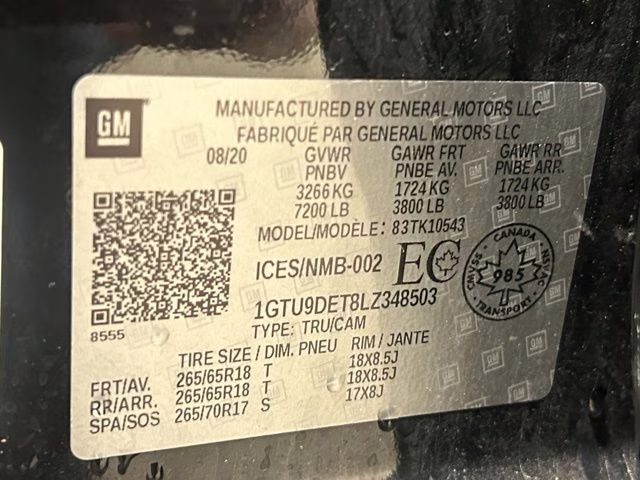 GM
MANUFACTURED BY GENERAL MOTORS LLC
FABRIQUÉ PAR GENERAL MOTORS LLC
08/20 GVWR GAWR FRT GAWR RR
PNBV PNBE AV. PNBE ARR.
3266 KG 1724 KG 1724 KG
7200 LB 3800 LB 3800 LB
MODEL/MODÈLE: 83TK10543
ICES/NMB-002 EC
CANADA
CMVSS 985 NSVAC
TRANSPORT
8555
1GTU9DET8LZ348503
TYPE: TRU/CAM
TIRE SIZE / DIM. PNEU RIM / JANTE
FRT/AV. 265/65R18 T 18X8.5J
RR/ARR. 265/65R18 T 18X8.5J
SPA/SOS 265/70R17 S 17X8J